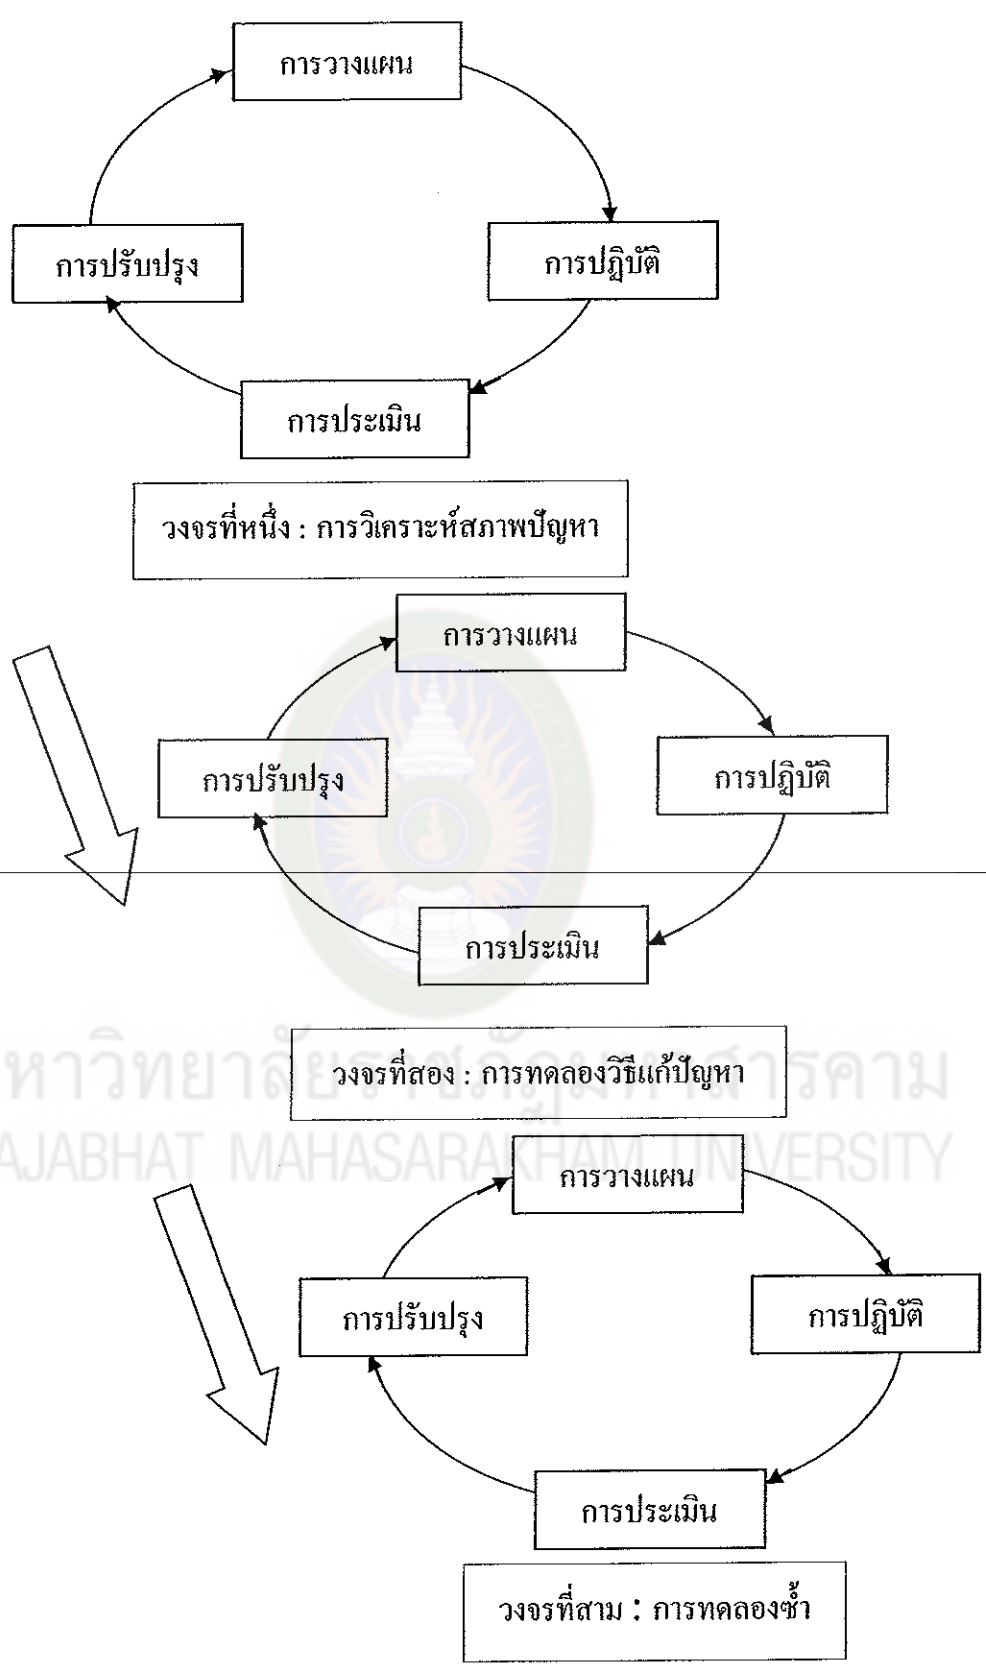 การวางแผน
การปรับปรุง
การปฏิบัติ
การประเมิน
วงจรที่หนึ่ง : การวิเคราะห์สภาพปัญหา
การวางแผน
การปรับปรุง
การปฏิบัติ
การประเมิน
วงจรที่สอง : การทดลองวิธีแก้ปัญหา
RAJABHAT MAHASARAKHAM UNIVERSITY
การวางแผน
การปรับปรุง
การปฏิบัติ
การประเมิน
วงจรที่สาม : การทดลองซ้ำ